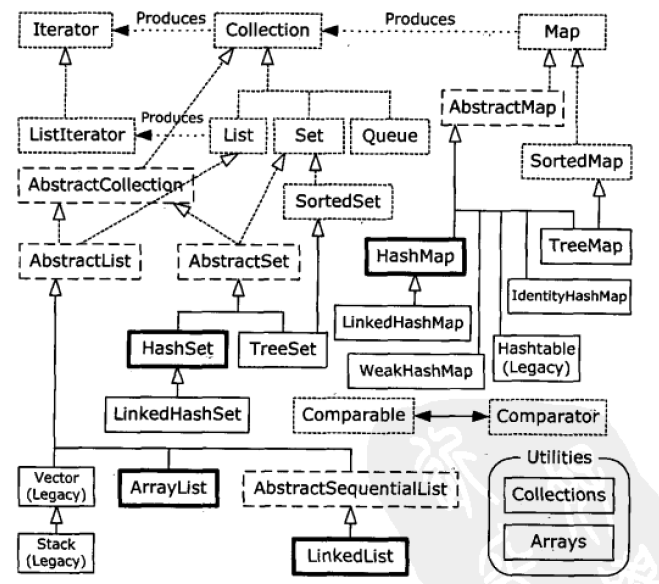 Iterator
Produces
Collection
Produces
Map
AbstractMap
ListIterator
Produces
List
Set
Queue
SortedMap
AbstractCollection
SortedSet
AbstractList
AbstractSet
HashMap
TreeMap
IdentityHashMap
LinkedHashMap
HashSet
TreeSet
WeakHashMap
Hashtable
(Legacy)
LinkedHashSet
Comparable
Comparator
Utilities
Vector
(Legacy)
ArrayList
AbstractSequentialList
Collections
Stack
(Legacy)
LinkedList
Arrays